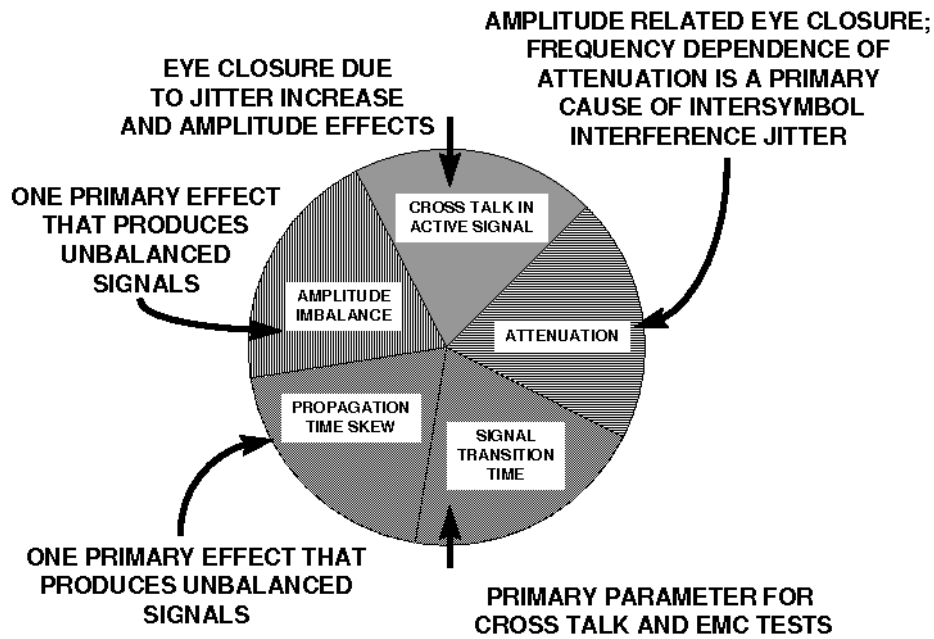 AMPLITUDE RELATED EYE CLOSURE;
FREQUENCY DEPENDENCE OF
ATTENUATION IS A PRIMARY
CAUSE OF INTERSYMBOL
INTERFERENCE JITTER
EYE CLOSURE DUE
TO JITTER INCREASE
AND AMPLITUDE EFFECTS
ONE PRIMARY EFFECT
THAT PRODUCES
UNBALANCED
SIGNALS
CROSS TALK IN
ACTIVE SIGNAL
AMPLITUDE
IMBALANCE
ATTENUATION
PROPAGATION
TIME SKEW
SIGNAL
TRANSITION
TIME
ONE PRIMARY EFFECT THAT
PRODUCES UNBALANCED
SIGNALS
PRIMARY PARAMETER FOR
CROSS TALK AND EMC TESTS